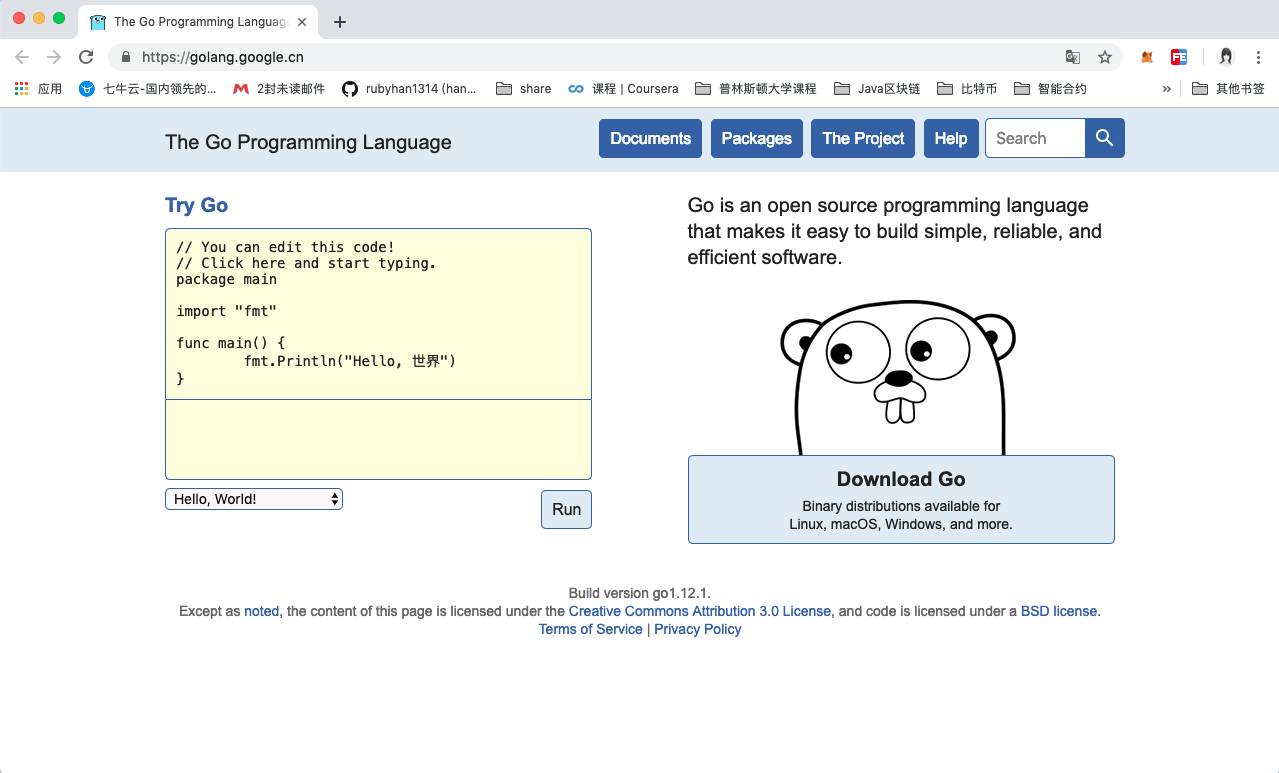 The Go Programming Language
https://golang.google.cn
应用
七牛云-国内领先的...
2封未读邮件
rubyhan1314 (han...
share
课程 | Coursera
普林斯顿大学课程
Java区块链
比特币
智能合约
»
其他书签
The Go Programming Language
Documents
Packages
The Project
Help
Search
Try Go
// You can edit this code!
// Click here and start typing.
package main
import "fmt"
func main() {
fmt.Println("Hello, 世界")
}
Hello, World!
Run
Go is an open source programming language
that makes it easy to build simple, reliable, and
efficient software.
Download Go
Binary distributions available for
Linux, macOS, Windows, and more.
Build version go1.12.1.
Except as noted, the content of this page is licensed under the Creative Commons Attribution 3.0 License, and code is licensed under a BSD license.
Terms of Service | Privacy Policy